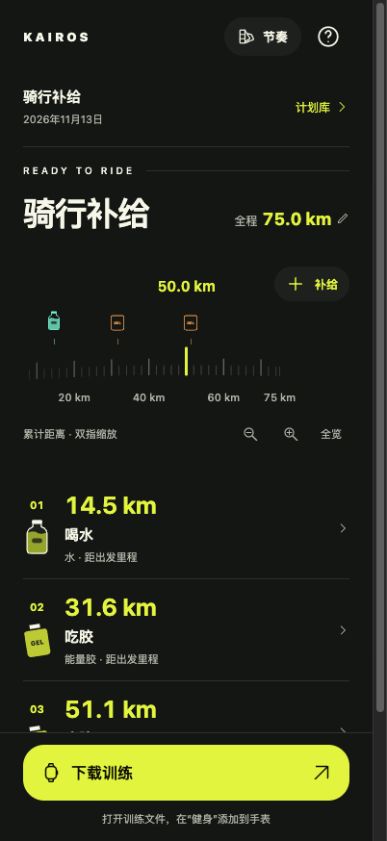 KAIROS
节奏
骑行补给
2026年11月13日
计划库
READY TO RIDE
骑行补给
全程 75.0 km
50.0 km
补给
20 km 40 km 60 km 75 km
累计距离 · 双指缩放
全览
01
14.5 km
喝水
水 · 距出发里程
02
31.6 km
吃胶
GEL
能量胶 · 距出发里程
03
51.1 km
下载训练
打开训练文件，在“健身”添加到手表